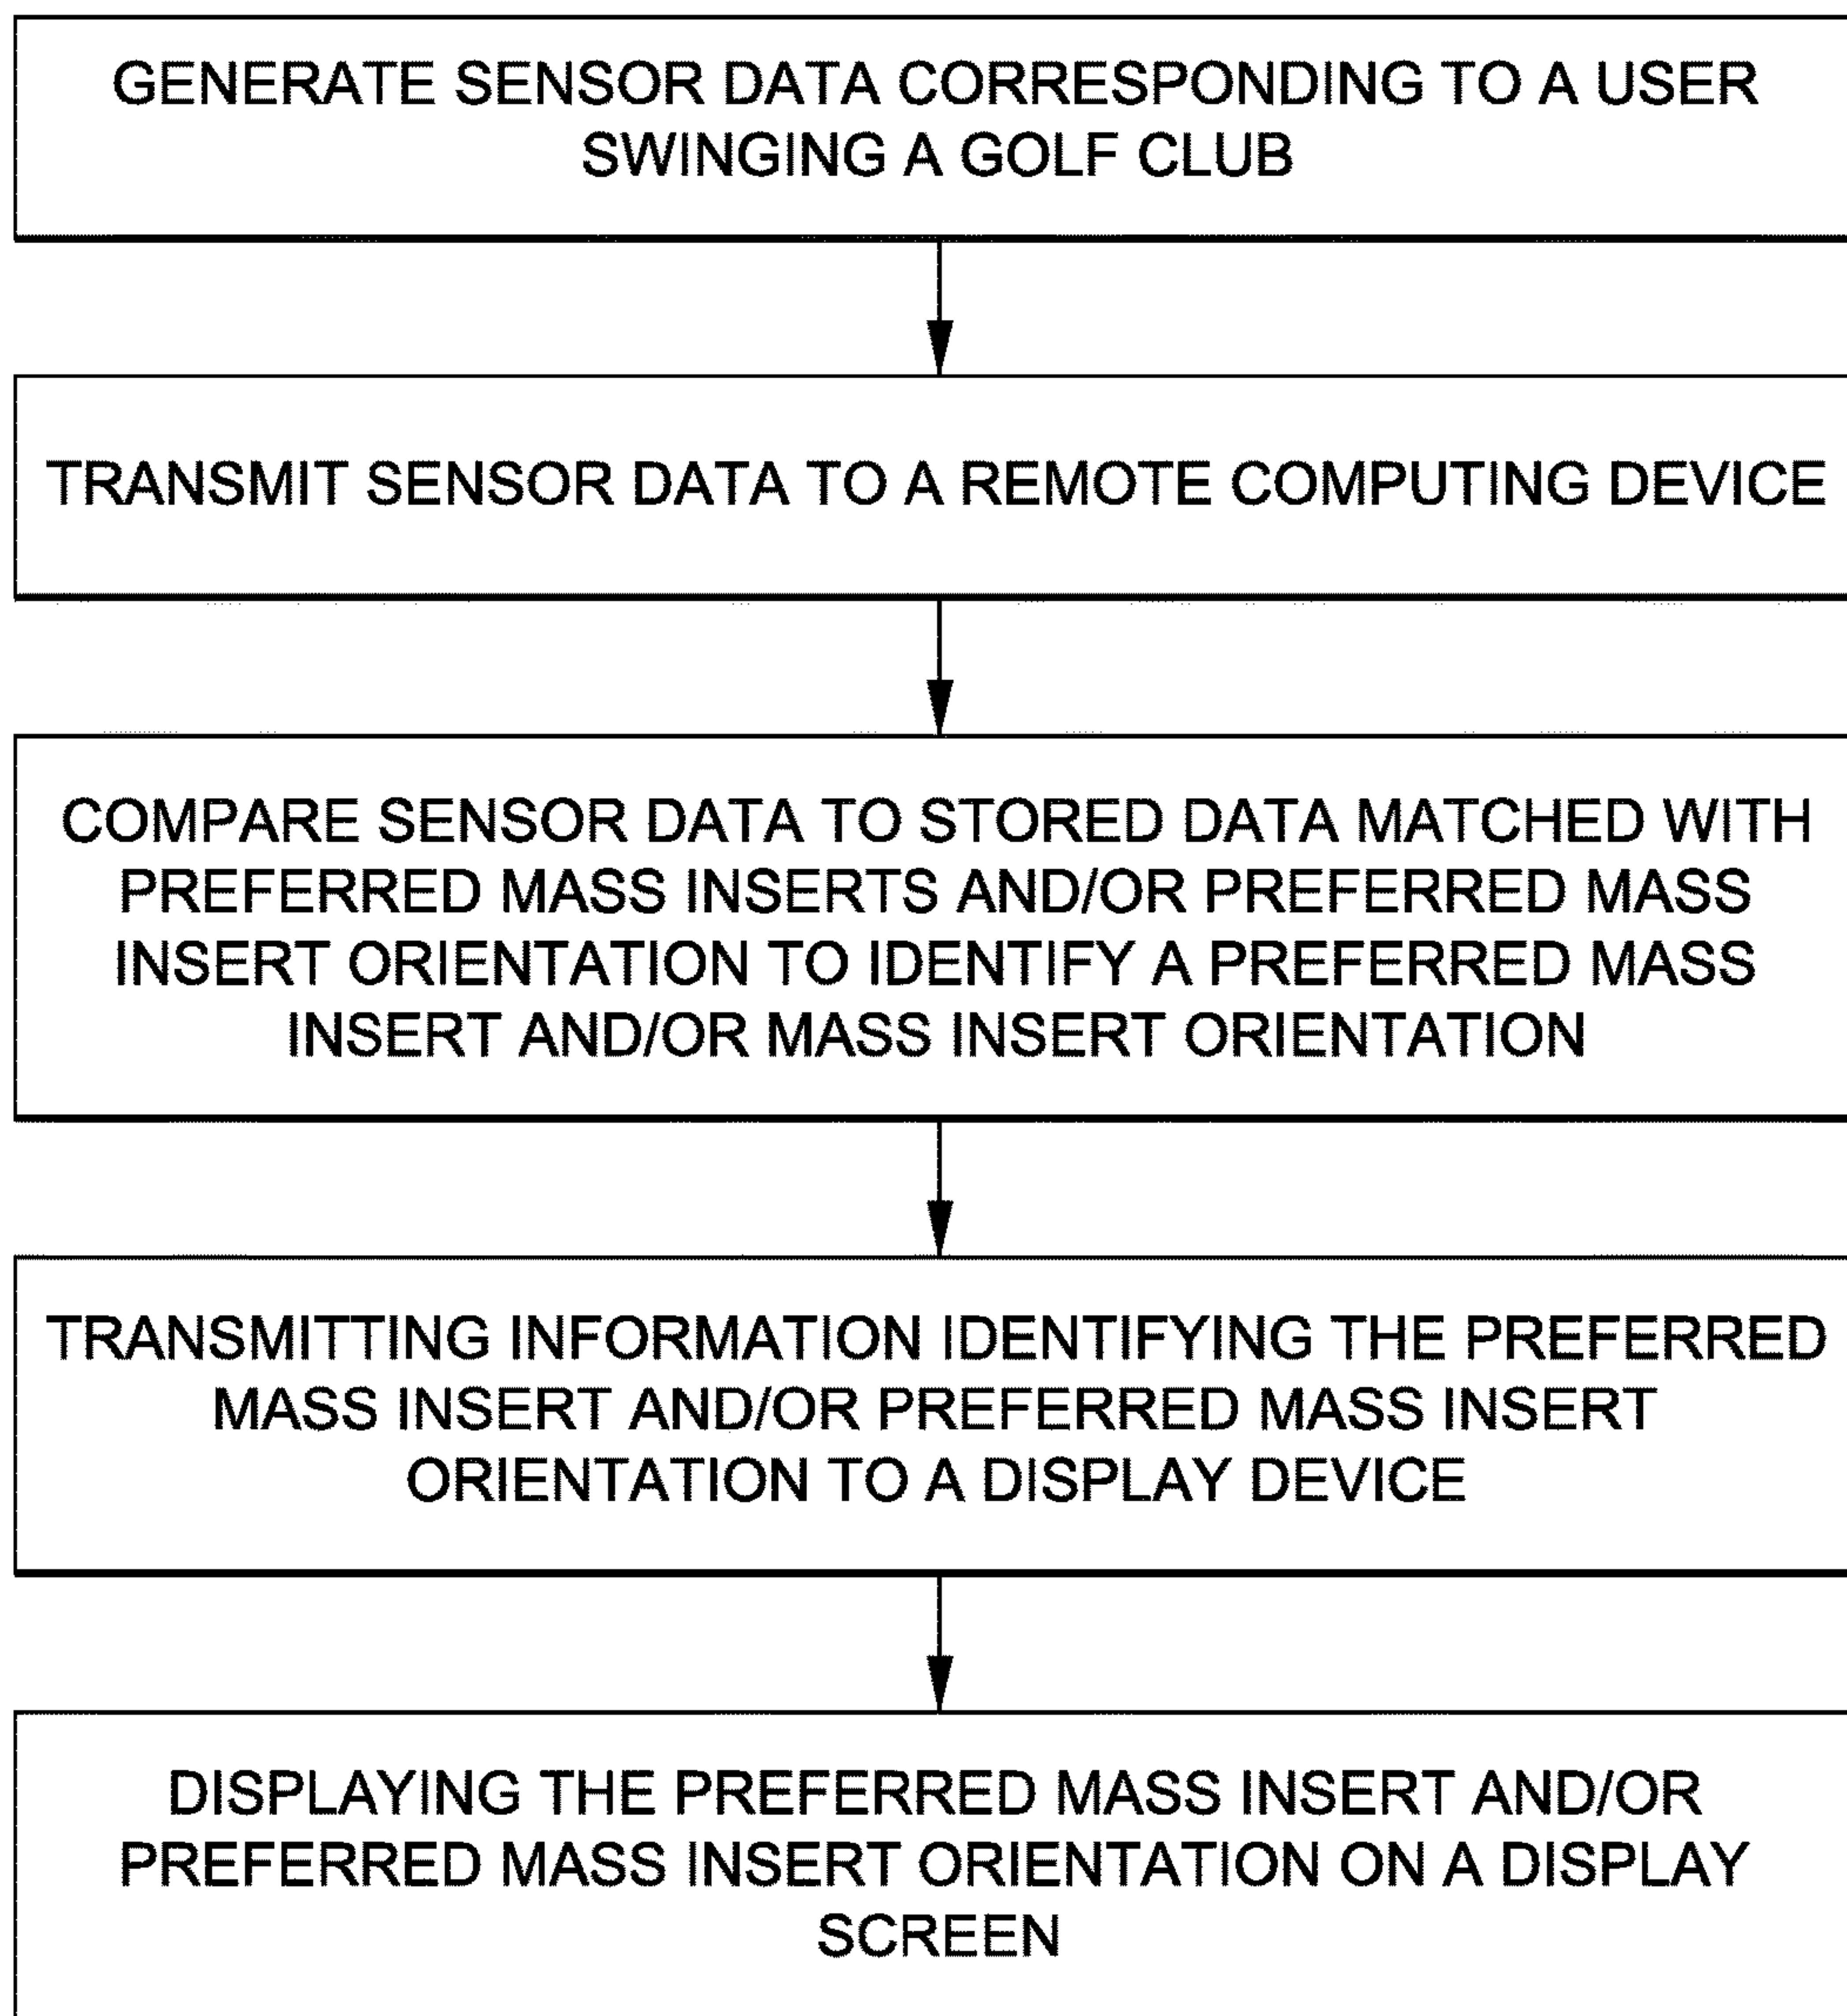 GENERATE SENSOR DATA CORRESPONDING TO A USER
SWINGING A GOLF CLUB
TRANSMIT SENSOR DATA TO A REMOTE COMPUTING DEVICE
COMPARE SENSOR DATA TO STORED DATA MATCHED WITH
PREFERRED MASS INSERTS AND/OR PREFERRED MASS
INSERT ORIENTATION TO IDENTIFY A PREFERRED MASS
INSERT AND/OR MASS INSERT ORIENTATION
TRANSMITTING INFORMATION IDENTIFYING THE PREFERRED
MASS INSERT AND/OR PREFERRED MASS INSERT
ORIENTATION TO A DISPLAY DEVICE
DISPLAYING THE PREFERRED MASS INSERT AND/OR
PREFERRED MASS INSERT ORIENTATION ON A DISPLAY
SCREEN